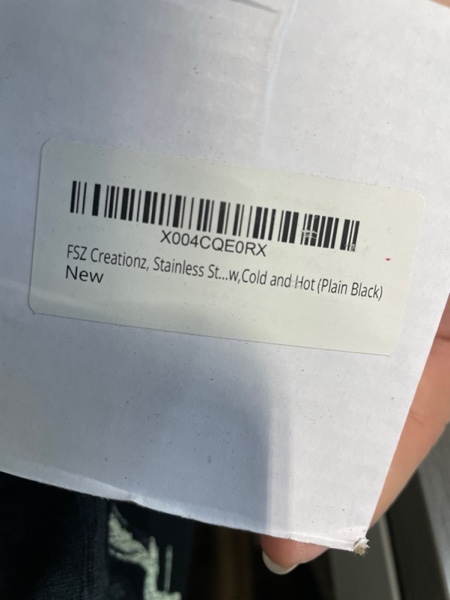 X004CQE0RX
FSZ Creationz, Stainless St...w,Cold and Hot (Plain Black)
New